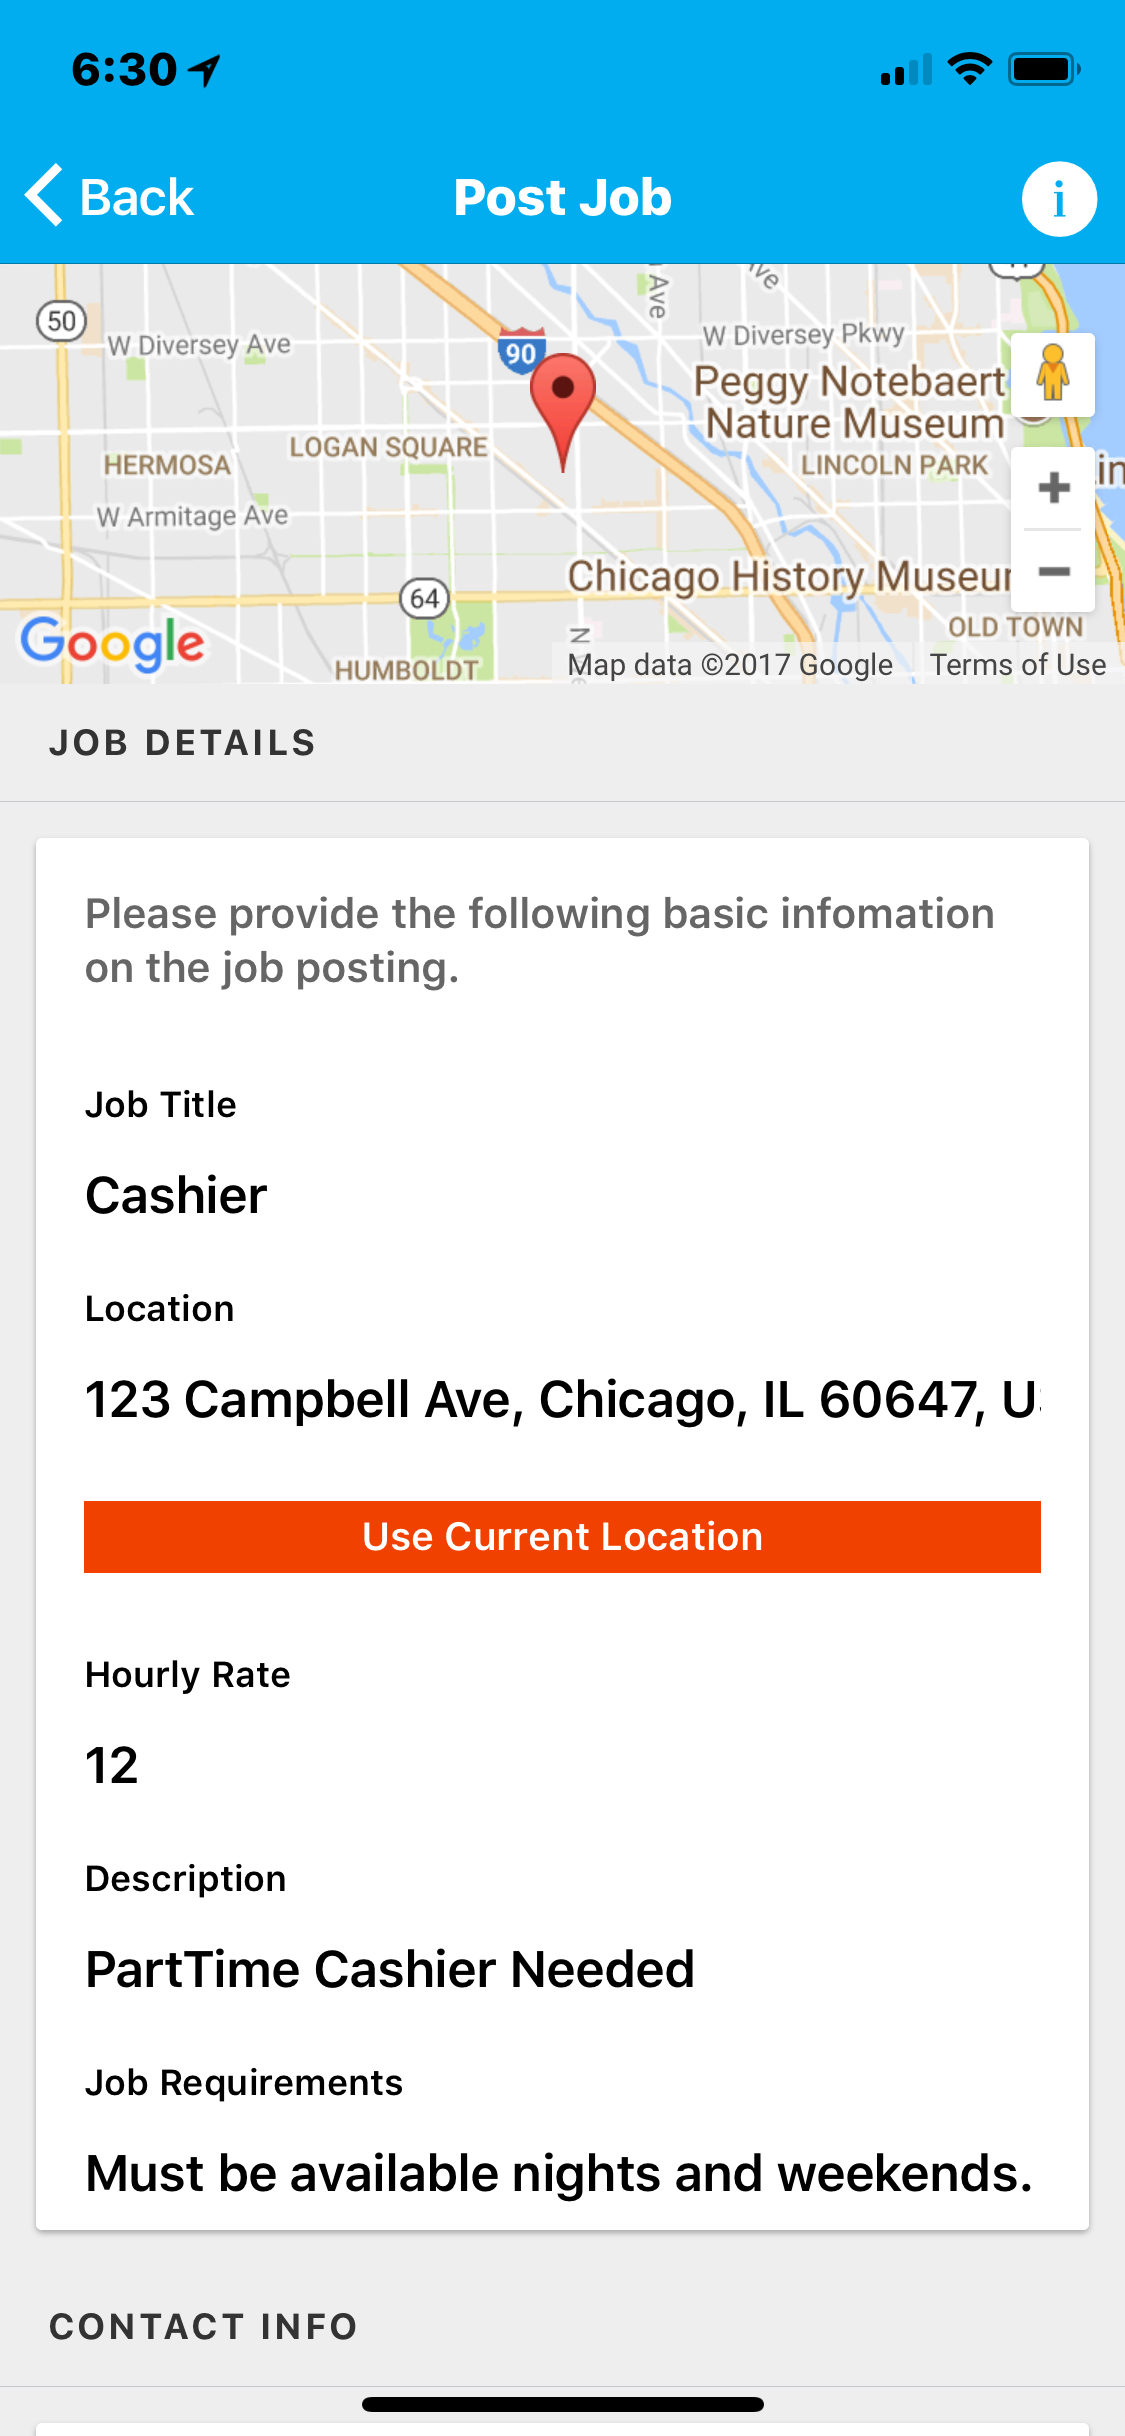 6:30
Back
Post Job
i
50
W Diversey Ave
90
Ave
W Diversey Pkwy
Peggy Notebaert
Nature Museum
HERMOSA
LOGAN SQUARE
LINCOLN PARK
W Armitage Ave
64
Chicago History Museu
OLD TOWN
Google
HUMBOLDT
N
Map data ©2017 Google
Terms of Use
JOB DETAILS
Please provide the following basic infomation
on the job posting.
Job Title
Cashier
Location
123 Campbell Ave, Chicago, IL 60647, U
Use Current Location
Hourly Rate
12
Description
PartTime Cashier Needed
Job Requirements
Must be available nights and weekends.
CONTACT INFO